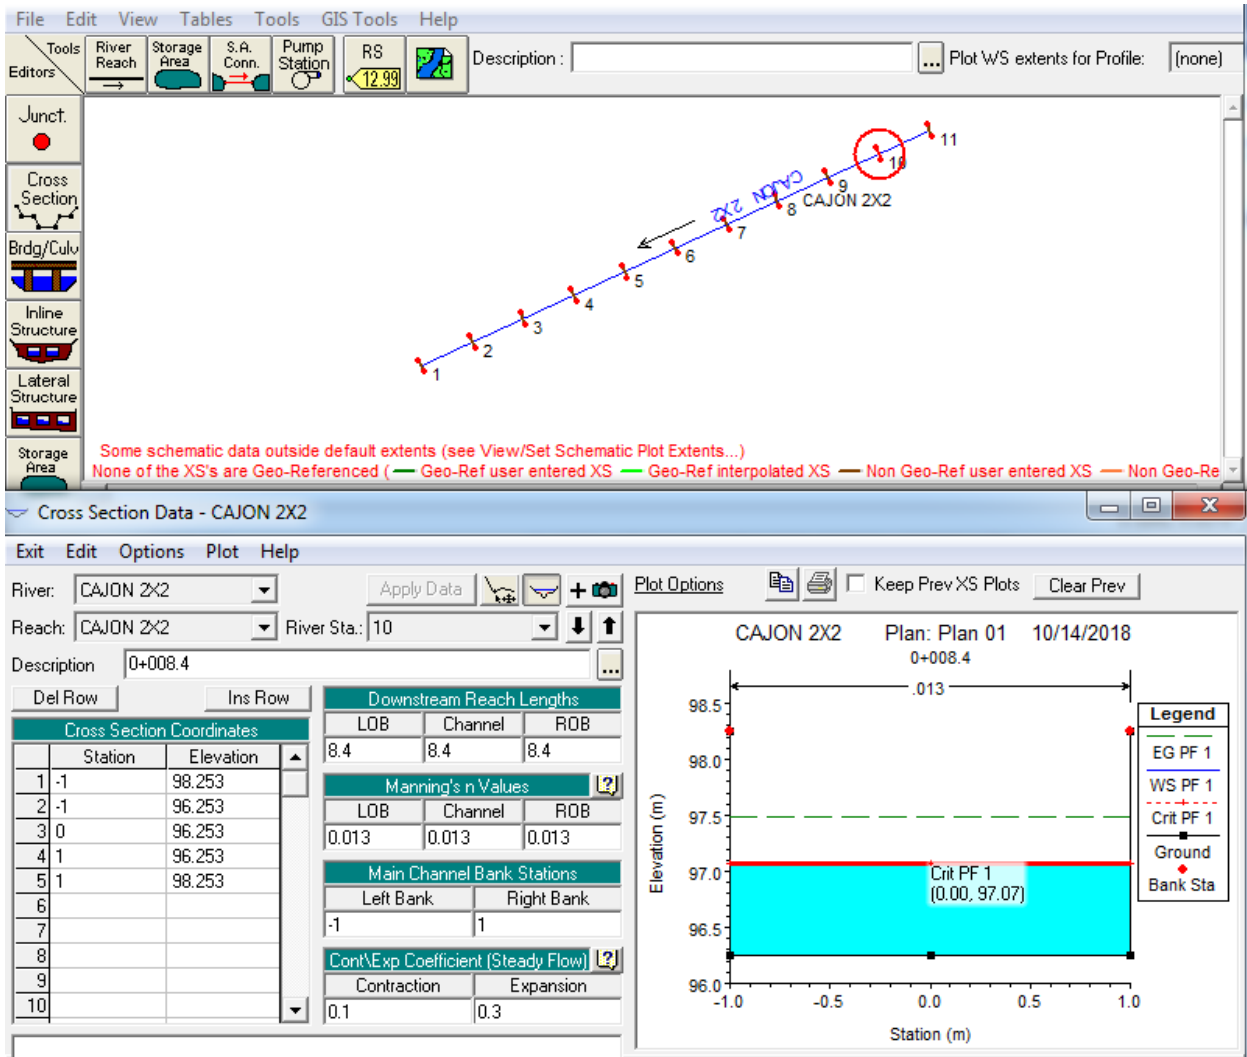 File Edit View Tables Tools GIS Tools Help
Tools
Editors
River Reach
Storage Area
S.A. Conn.
Pump Station
RS
12.99
Description :
...
Plot WS extents for Profile:
(none)
Junct.
Cross Section
Brdg/Culv
Inline Structure
Lateral Structure
Storage Area
11
10
9
CAJON 2X2
CAJON 2X2
8
7
6
5
4
3
2
1
Some schematic data outside default extents (see View/Set Schematic Plot Extents...)
None of the XS's are Geo-Referenced ( Geo-Ref user entered XS Geo-Ref interpolated XS Non Geo-Ref user entered XS Non Geo-Re
Cross Section Data - CAJON 2X2
Exit Edit Options Plot Help
River: CAJON 2X2 Apply Data
Reach: CAJON 2X2 River Sta.: 10
Description 0+008.4 ...
Del Row Ins Row
Cross Section Coordinates
Station Elevation
1 -1 98.253
2 -1 96.253
3 0 96.253
4 1 96.253
5 1 98.253
6
7
8
9
10
Downstream Reach Lengths
LOB Channel ROB
8.4 8.4 8.4
Manning's n Values
LOB Channel ROB
0.013 0.013 0.013
Main Channel Bank Stations
Left Bank Right Bank
-1 1
Cont\Exp Coefficient (Steady Flow)
Contraction Expansion
0.1 0.3
Plot Options Keep Prev XS Plots Clear Prev
CAJON 2X2 Plan: Plan 01 10/14/2018
0+008.4
.013
98.5
98.0
97.5
97.0
96.5
96.0
Elevation (m)
Crit PF 1
(0.00, 97.07)
-1.0 -0.5 0.0 0.5 1.0
Station (m)
Legend
EG PF 1
WS PF 1
Crit PF 1
Ground
Bank Sta